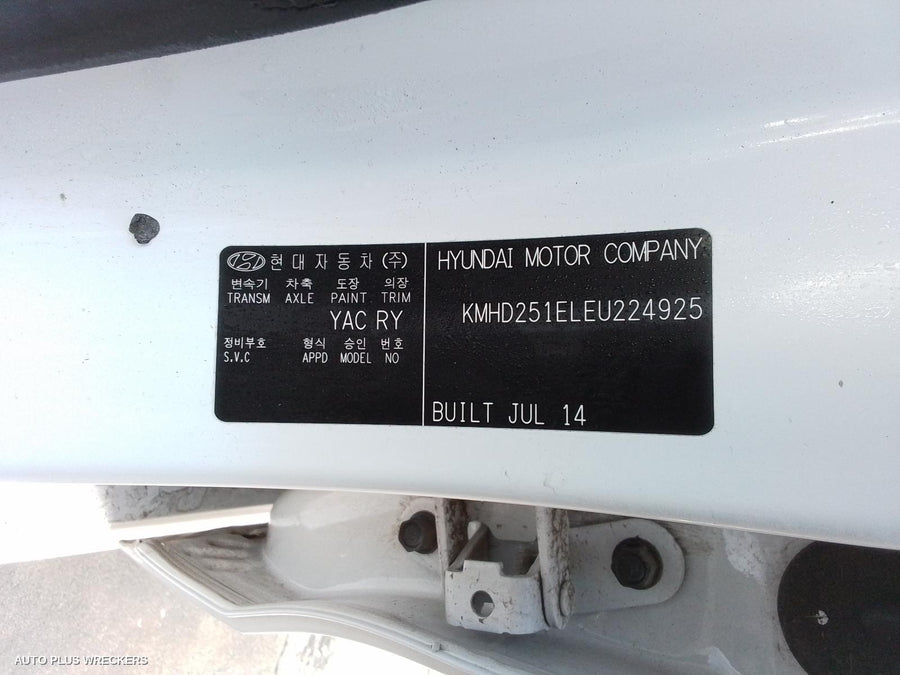 현대자동차(주)
변속기 차축 도장 의장
TRANSM AXLE PAINT TRIM
YAC RY
정비부호 형식 승인 번호
S.V.C APPD MODEL NO
HYUNDAI MOTOR COMPANY
KMHD251ELEU224925
BUILT JUL 14
AUTO PLUS WRECKERS